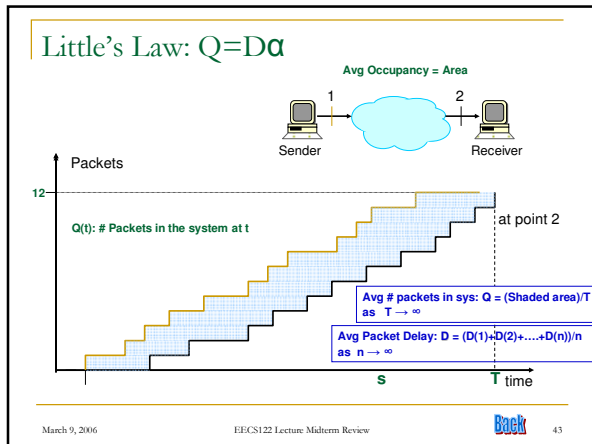 Little's Law: Q=Dα
Avg Occupancy = Area
1
2
Sender
Receiver
Packets
12
Q(t): # Packets in the system at t
at point 2
Avg # packets in sys: Q = (Shaded area)/T
as T → ∞
Avg Packet Delay: D = (D(1)+D(2)+....+D(n))/n
as n → ∞
s
T
time
March 9, 2006
EECS122 Lecture Midterm Review
Back
43